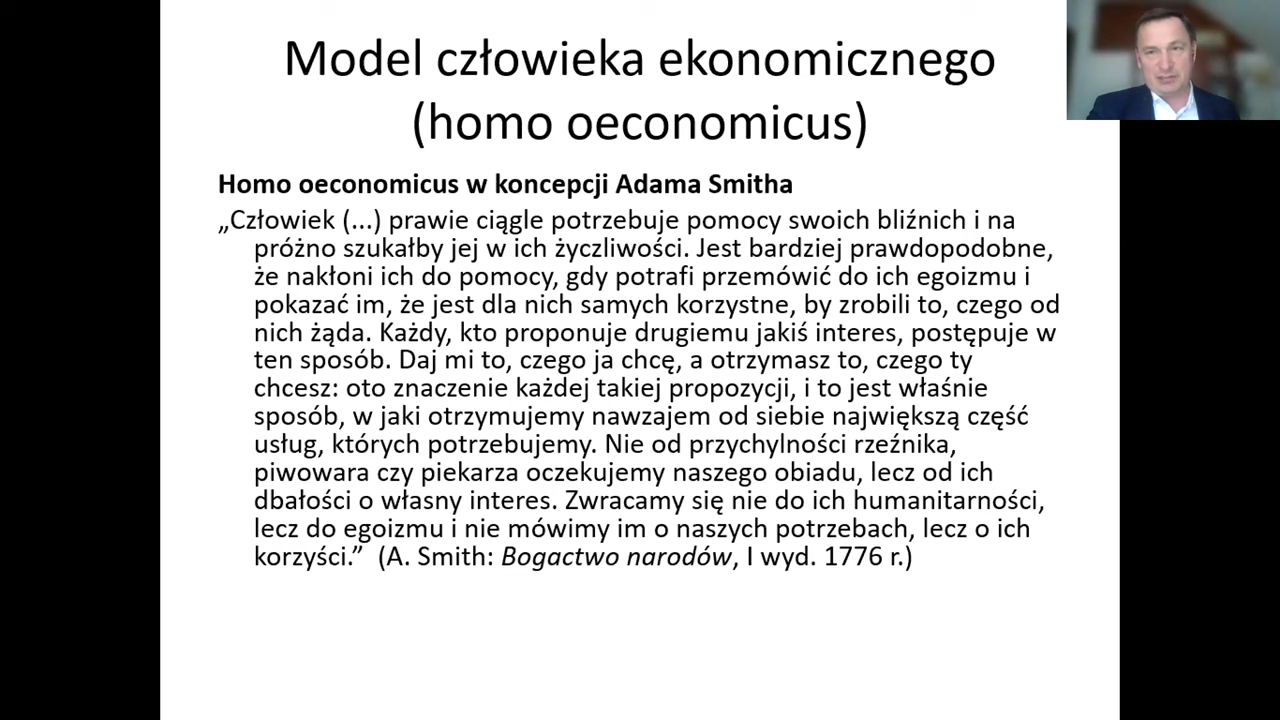 Model człowieka ekonomicznego
(homo oeconomicus)
Homo oeconomicus w koncepcji Adama Smitha
„Człowiek (...) prawie ciągle potrzebuje pomocy swoich bliźnich i na
próżno szukałby jej w ich życzliwości. Jest bardziej prawdopodobne,
że nakłoni ich do pomocy, gdy potrafi przemówić do ich egoizmu i
pokazać im, że jest dla nich samych korzystne, by zrobili to, czego od
nich żąda. Każdy, kto proponuje drugiemu jakiś interes, postępuje w
ten sposób. Daj mi to, czego ja chcę, a otrzymasz to, czego ty
chcesz: oto znaczenie każdej takiej propozycji, i to jest właśnie
sposób, w jaki otrzymujemy nawzajem od siebie największą część
usług, których potrzebujemy. Nie od przychylności rzeźnika,
piwowara czy piekarza oczekujemy naszego obiadu, lecz od ich
dbałości o własny interes. Zwracamy się nie do ich humanitarności,
lecz do egoizmu i nie mówimy im o naszych potrzebach, lecz o ich
korzyści.” (A. Smith: Bogactwo narodów, I wyd. 1776 r.)